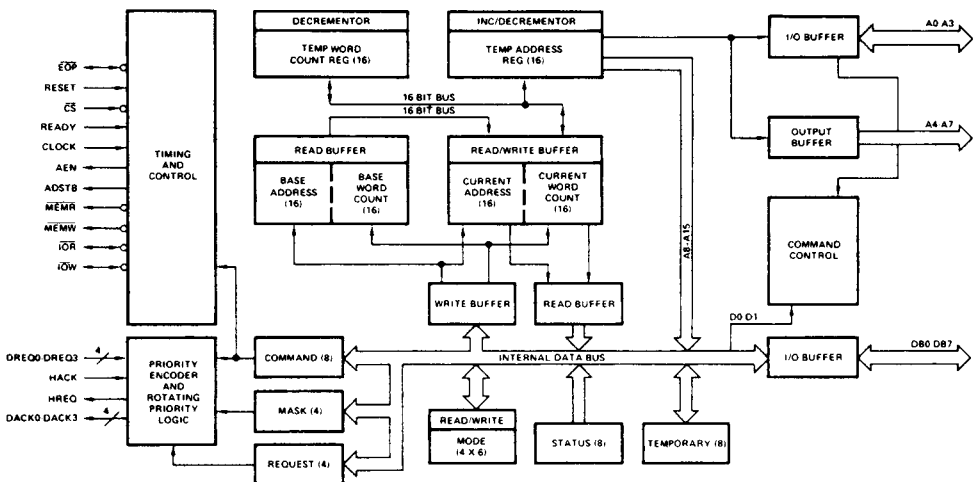 DECREMENTOR
TEMP WORD
COUNT REG (16)
INC/DECREMENTOR
TEMP ADDRESS
REG (16)
I/O BUFFER
A0 A3
16 BIT BUS
16 BIT BUS
OUTPUT
BUFFER
A4 A7
EOP
RESET
CS
READY
CLOCK
AEN
ADSTB
MEMR
MEMW
IOR
IOW
TIMING
AND
CONTROL
READ BUFFER
BASE
ADDRESS
(16)
BASE
WORD
COUNT (16)
READ/WRITE BUFFER
CURRENT
ADDRESS
(16)
CURRENT
WORD
COUNT
(16)
A8-A15
COMMAND
CONTROL
WRITE BUFFER
READ BUFFER
D0 D1
DREQ0 DREQ3
4
HACK
HREQ
DACK0 DACK3
4
PRIORITY
ENCODER
AND
ROTATING
PRIORITY
LOGIC
COMMAND (8)
MASK (4)
REQUEST (4)
INTERNAL DATA BUS
I/O BUFFER
DB0 DB7
READ/WRITE
MODE
(4 X 6)
STATUS (8)
TEMPORARY (8)